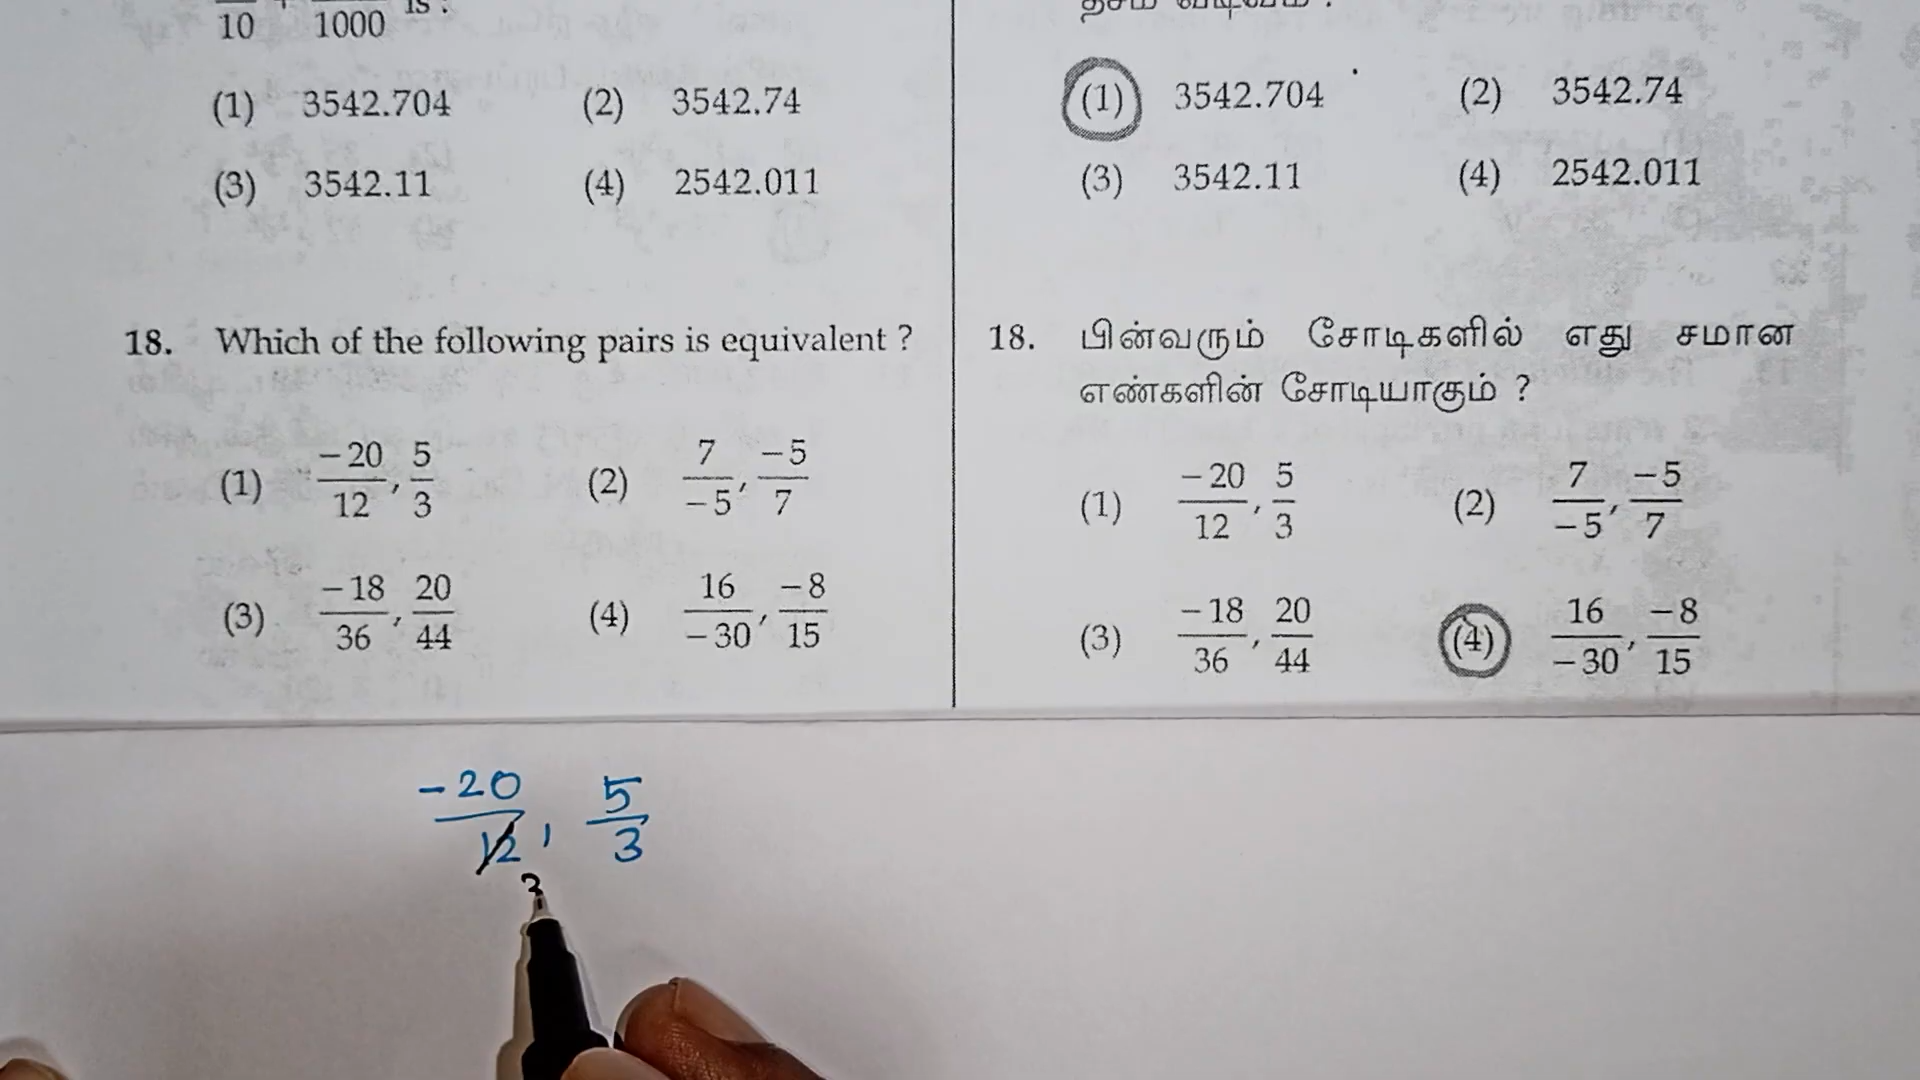 10 + 1000 is :
(1) 3542.704 (2) 3542.74
(3) 3542.11 (4) 2542.011
18. Which of the following pairs is equivalent ?
(1) -20/12, 5/3 (2) 7/-5, -5/7
(3) -18/36, 20/44 (4) 16/-30, -8/15
(1) 3542.704 (2) 3542.74
(3) 3542.11 (4) 2542.011
18. பின்வரும் சோடிகளில் எது சமான
எண்களின் சோடியாகும் ?
(1) -20/12, 5/3 (2) 7/-5, -5/7
(3) -18/36, 20/44 (4) 16/-30, -8/15
-20/12, 5/3
3